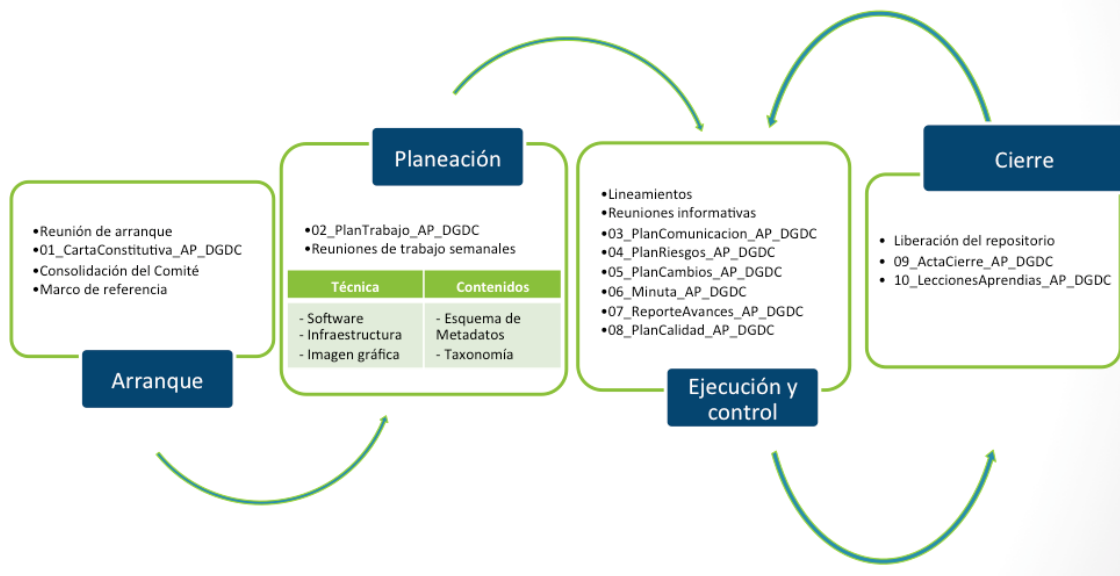 •Reunión de arranque
•01_CartaConstitutiva_AP_DGDC
•Consolidación del Comité
•Marco de referencia
Arranque
Planeación
•02_PlanTrabajo_AP_DGDC
•Reuniones de trabajo semanales
Técnica
- Software
- Infraestructura
- Imagen gráfica
Contenidos
- Esquema de
Metadatos
- Taxonomía
•Lineamientos
•Reuniones informativas
•03_PlanComunicacion_AP_DGDC
•04_PlanRiesgos_AP_DGDC
•05_PlanCambios_AP_DGDC
•06_Minuta_AP_DGDC
•07_ReporteAvances_AP_DGDC
•08_PlanCalidad_AP_DGDC
Ejecución y
control
Cierre
• Liberación del repositorio
• 09_ActaCierre_AP_DGDC
• 10_LeccionesAprendias_AP_DGDC